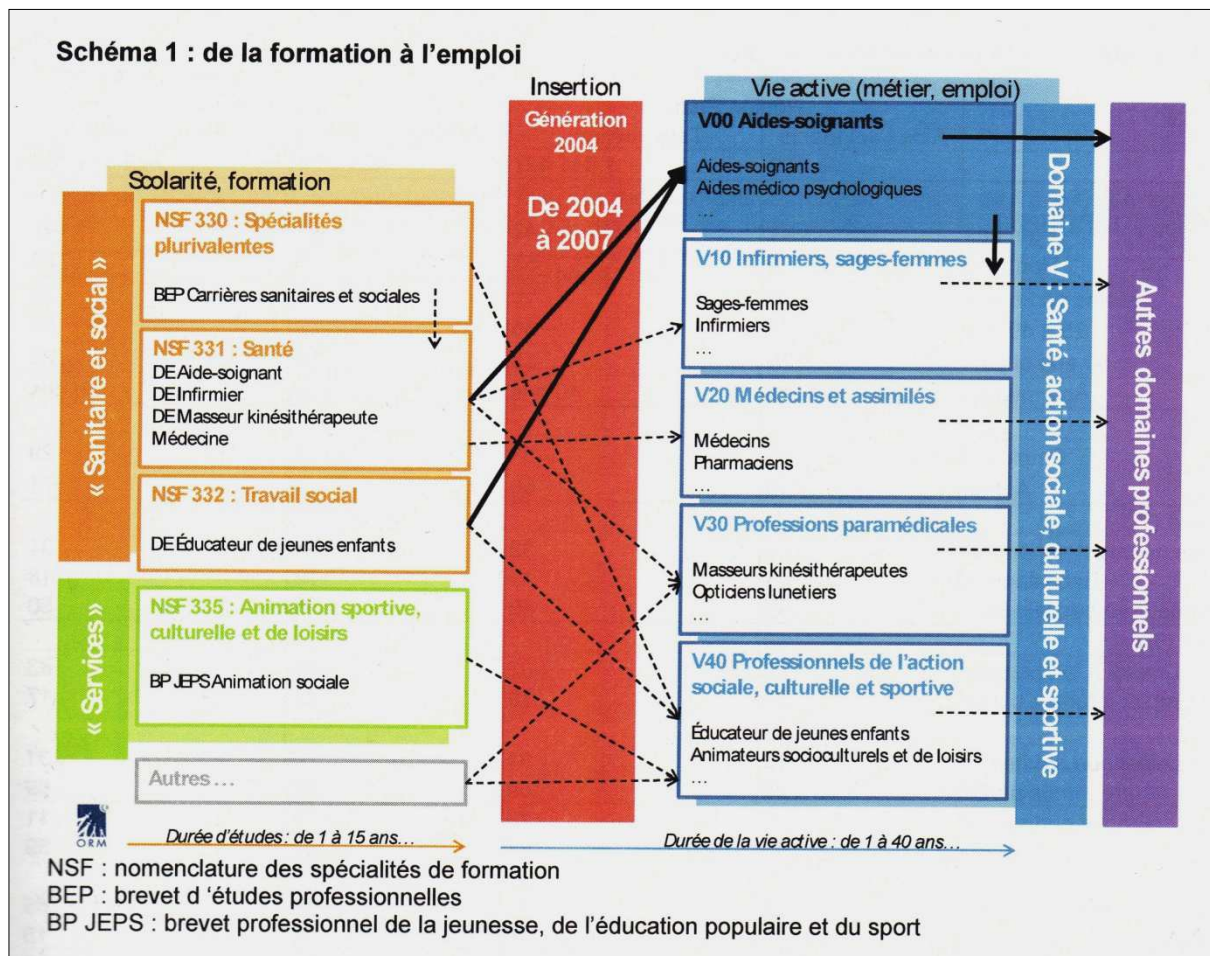 Schéma 1 : de la formation à l'emploi
Insertion
Vie active (métier, emploi)
Génération
2004
De 2004
à 2007
Scolarité, formation
« Sanitaire et social »
NSF 330 : Spécialités
plurivalentes
BEP Carrières sanitaires et sociales
NSF 331 : Santé
DE Aide-soignant
DE Infirmier
DE Masseur kinésithérapeute
Médecine
NSF 332 : Travail social
DE Éducateur de jeunes enfants
« Services »
NSF 335 : Animation sportive,
culturelle et de loisirs
BP JEPS Animation sociale
Autres ...
V00 Aides-soignants
Aides-soignants
Aides médico psychologiques
...
V10 Infirmiers, sages-femmes
Sages-femmes
Infirmiers
...
V20 Médecins et assimilés
Médecins
Pharmaciens
...
V30 Professions paramédicales
Masseurs kinésithérapeutes
Opticiens lunetiers
...
V40 Professionnels de l'action
sociale, culturelle et sportive
Éducateur de jeunes enfants
Animateurs socioculturels et de loisirs
...
Domaine V : Santé, action sociale, culturelle et sportive
Autres domaines professionnels
ORM
Durée d'études : de 1 à 15 ans...
Durée de la vie active : de 1 à 40 ans...
NSF : nomenclature des spécialités de formation
BEP : brevet d 'études professionnelles
BP JEPS : brevet professionnel de la jeunesse, de l'éducation populaire et du sport